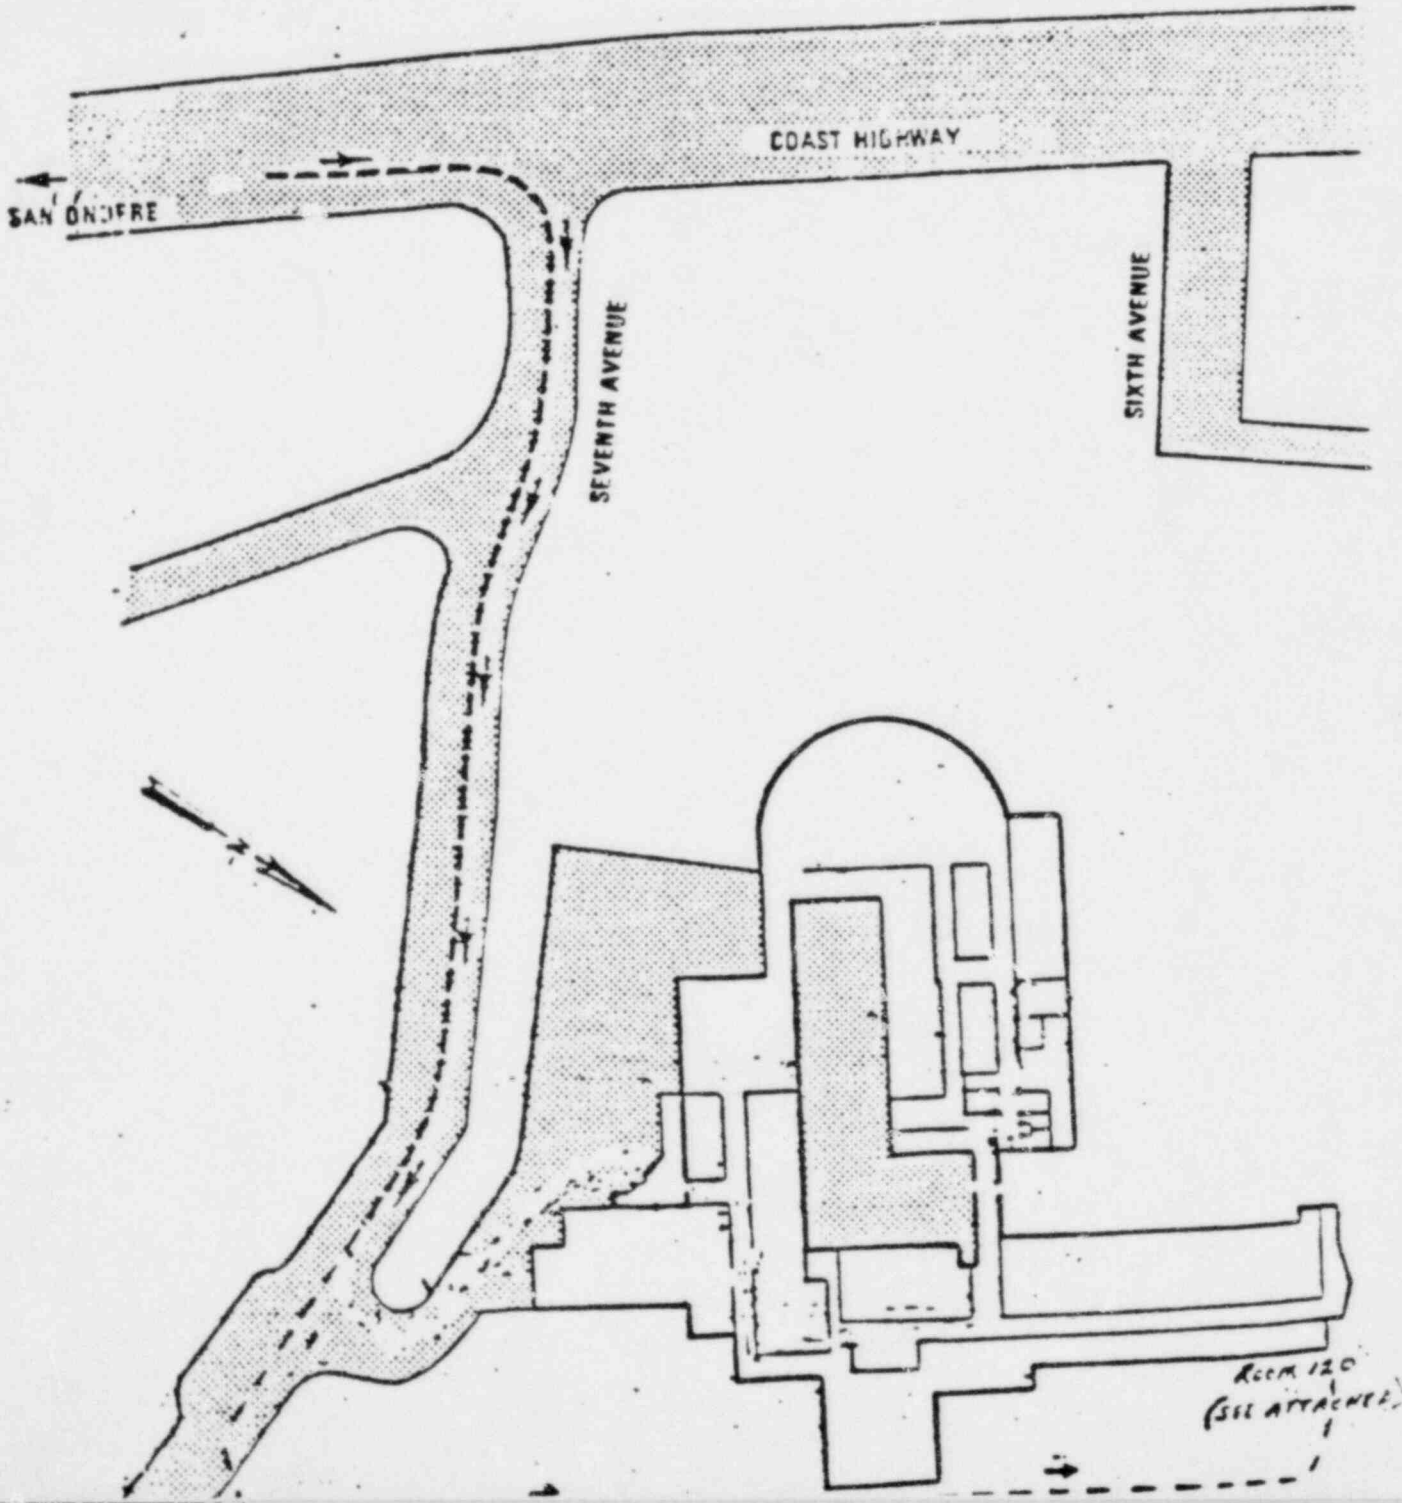 COAST HIGHWAY
SAN ONOFRE
SEVENTH AVENUE
SIXTH AVENUE
N
ROOM 120
(SEE ATTACHED)